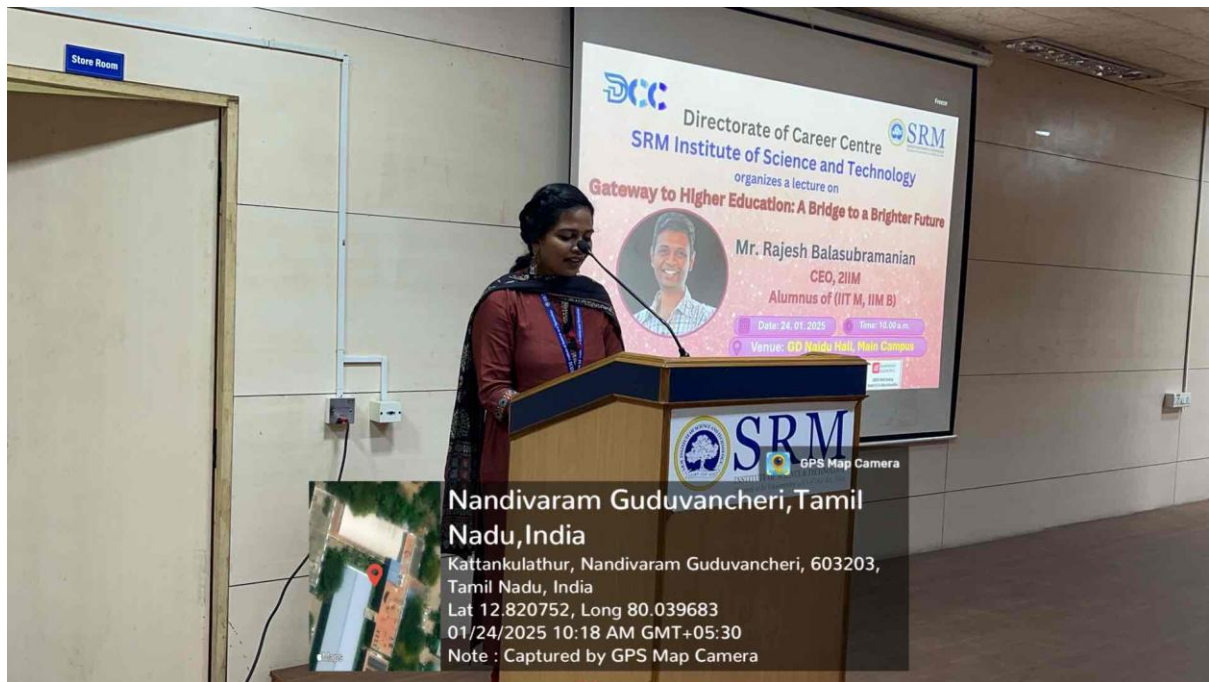 Store Room
Freeze
DCC
SRM
Directorate of Career Centre
SRM Institute of Science and Technology
organizes a lecture on
Gateway to Higher Education: A Bridge to a Brighter Future
Mr. Rajesh Balasubramanian
CEO, 2IIM
Alumnus of (IIT M, IIM B)
Date: 24. 01. 2025
Time: 10.00 a.m.
Venue: GD Naidu Hall, Main Campus
SRM
GPS Map Camera
Nandivaram Guduvancheri,Tamil
Nadu,India
Kattankulathur, Nandivaram Guduvancheri, 603203,
Tamil Nadu, India
Lat 12.820752, Long 80.039683
01/24/2025 10:18 AM GMT+05:30
Note : Captured by GPS Map Camera
Maps